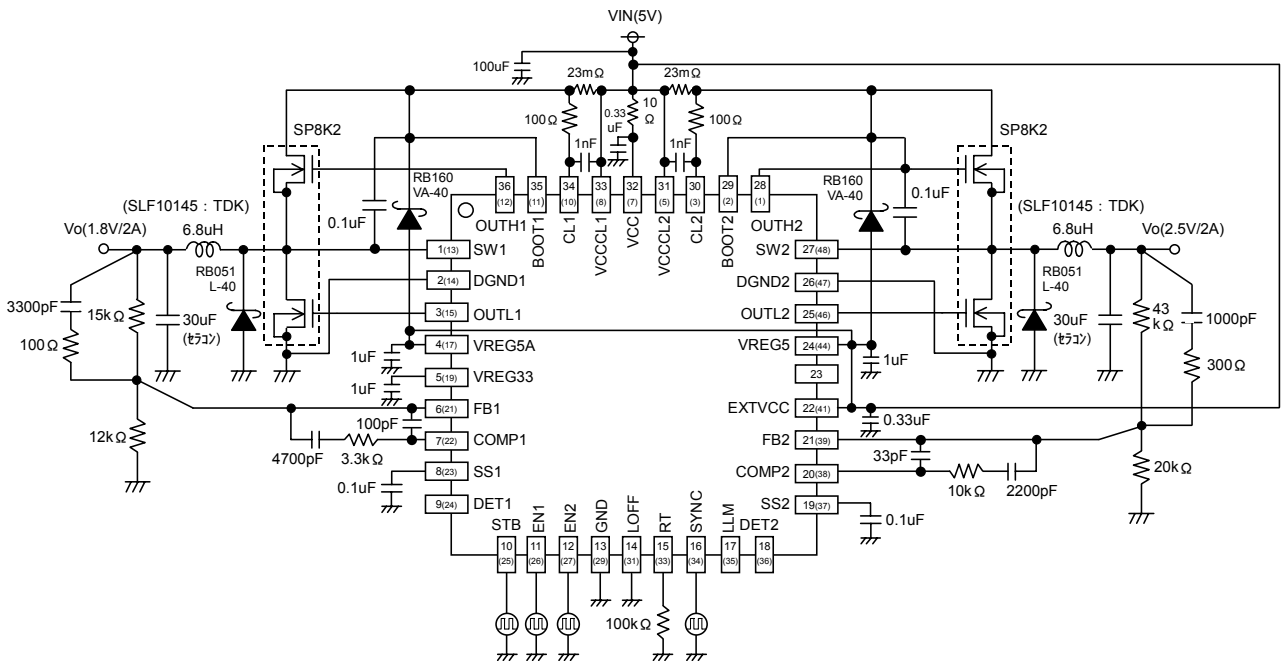 VIN(5V)
100uF
23mΩ
23mΩ
SP8K2
100Ω
0.33
uF
10
Ω
100Ω
SP8K2
1nF
1nF
RB160
VA-40
RB160
VA-40
0.1uF
0.1uF
36
(12)
35
(11)
34
(10)
33
(8)
32
(7)
31
(5)
30
(3)
29
(2)
28
(1)
OUTH1
BOOT1
CL1
VCCCL1
VCC
VCCCL2
CL2
BOOT2
OUTH2
(SLF10145 : TDK)
(SLF10145 : TDK)
Vo(1.8V/2A)
6.8uH
6.8uH
Vo(2.5V/2A)
1(13)
SW1
SW2
27(48)
RB051
L-40
RB051
L-40
2(14)
DGND1
DGND2
26(47)
3300pF
15kΩ
30uF
(ｾﾗｺﾝ)
3(15)
OUTL1
OUTL2
25(46)
30uF
(ｾﾗｺﾝ)
43
kΩ
1000pF
100Ω
1uF
4(17)
VREG5A
VREG5
24(44)
1uF
300Ω
1uF
5(19)
VREG33
23
6(21)
FB1
EXTVCC
22(41)
0.33uF
100pF
12kΩ
4700pF
3.3kΩ
7(22)
COMP1
FB2
21(39)
33pF
8(23)
SS1
COMP2
20(38)
10kΩ
2200pF
20kΩ
0.1uF
9(24)
DET1
SS2
19(37)
0.1uF
STB
EN1
EN2
GND
LOFF
RT
SYNC
LLM
DET2
10
(25)
11
(26)
12
(27)
13
(29)
14
(31)
15
(33)
16
(34)
17
(35)
18
(36)
100kΩ